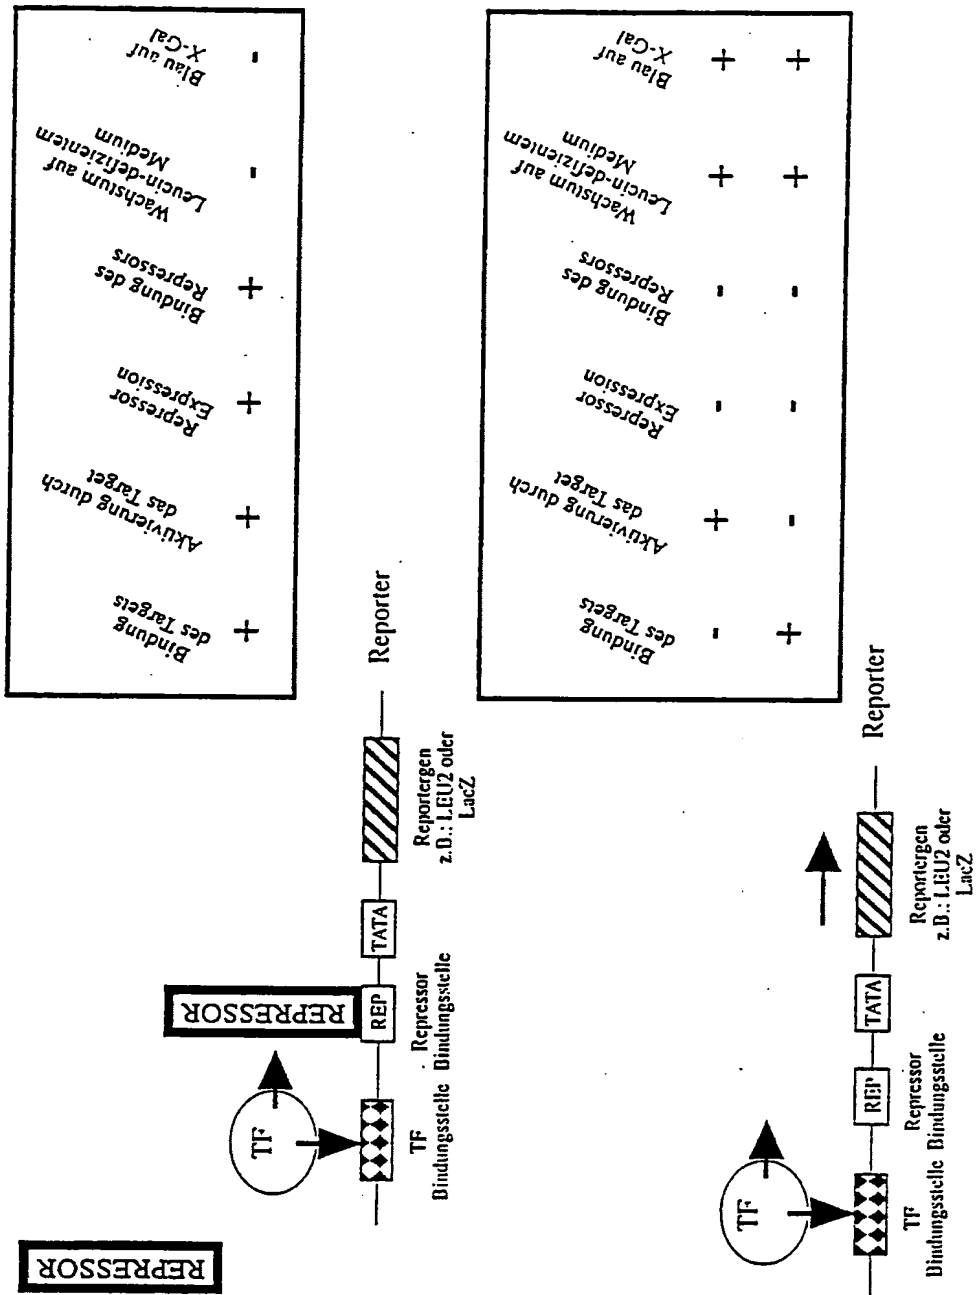 Bindung
des Targets
Aktivierung durch
das Target
Repressor
Expression
Bindung des
Repressors
Wachstum auf
Leucin-defizientem
Medium
Blau auf
X-Gal
+ + + + - -
REPRESSOR
TF
REPRESSOR
REP
TATA
Reporter
TF
Bindungsstelle
Repressor
Bindungsstelle
Reportergen
z.B.: LEU2 oder
LacZ
Bindung
des Targets
Aktivierung durch
das Target
Repressor
Expression
Bindung des
Repressors
Wachstum auf
Leucin-defizientem
Medium
Blau auf
X-Gal
- + - - + +
+ - - - + +
TF
REP
TATA
Reporter
TF
Bindungsstelle
Repressor
Bindungsstelle
Reportergen
z.B.: LEU2 oder
LacZ